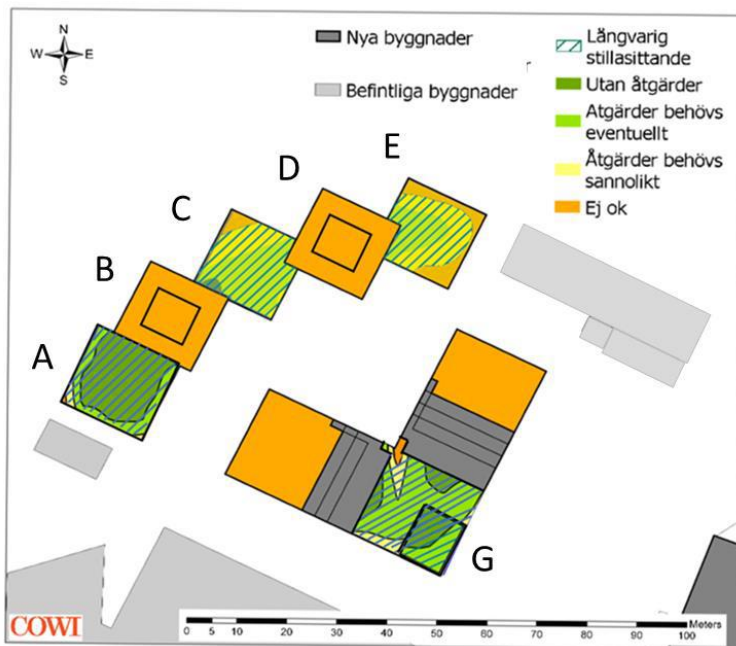 N
W E
S
Nya byggnader
Befintliga byggnader
Långvarig
stillasittande
Utan åtgärder
Atgärder behövs
eventuellt
Åtgärder behövs
sannolikt
Ej ok
E
D
C
B
A
G
COWI
0 5 10 20 30 40 50 60 70 80 90 100
Meters